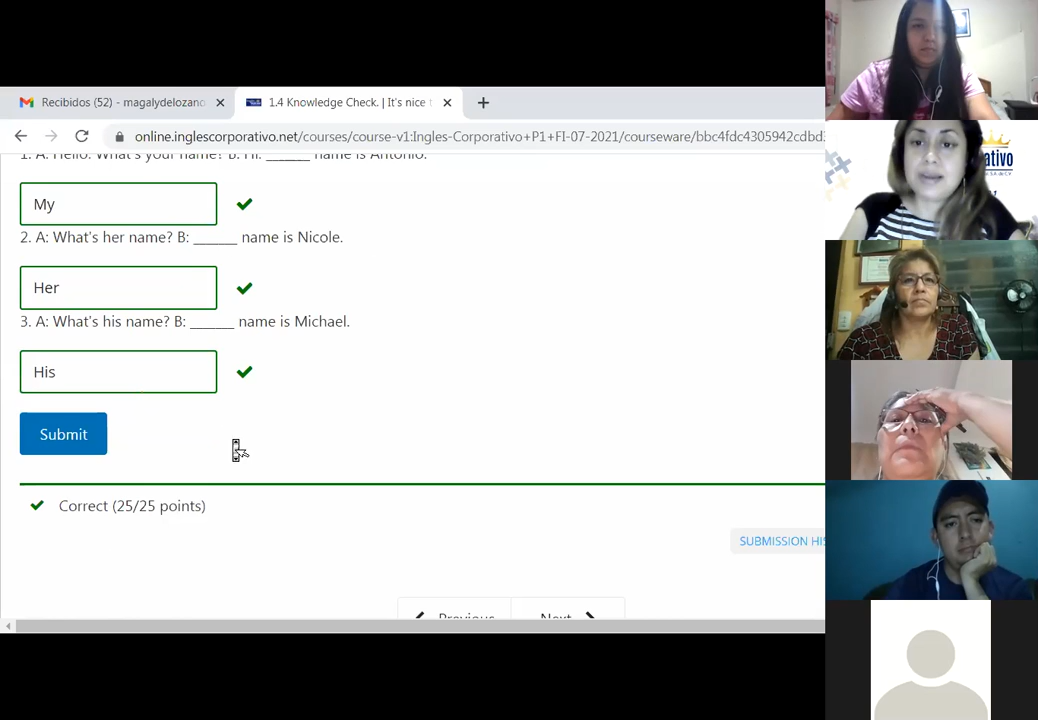 Recibidos (52) - magalydelozano
1.4 Knowledge Check. | It's nice t
online.inglescorporativo.net/courses/course-v1:Ingles-Corporativo+P1+FI-07-2021/courseware/bbc4fdc4305942cdbd
1. A: Hello. What's your name? B: Hi. ______ name is Antonio.
My
2. A: What's her name? B: ______ name is Nicole.
Her
3. A: What's his name? B: ______ name is Michael.
His
Submit
Correct (25/25 points)
SUBMISSION HIS
Previous
Next